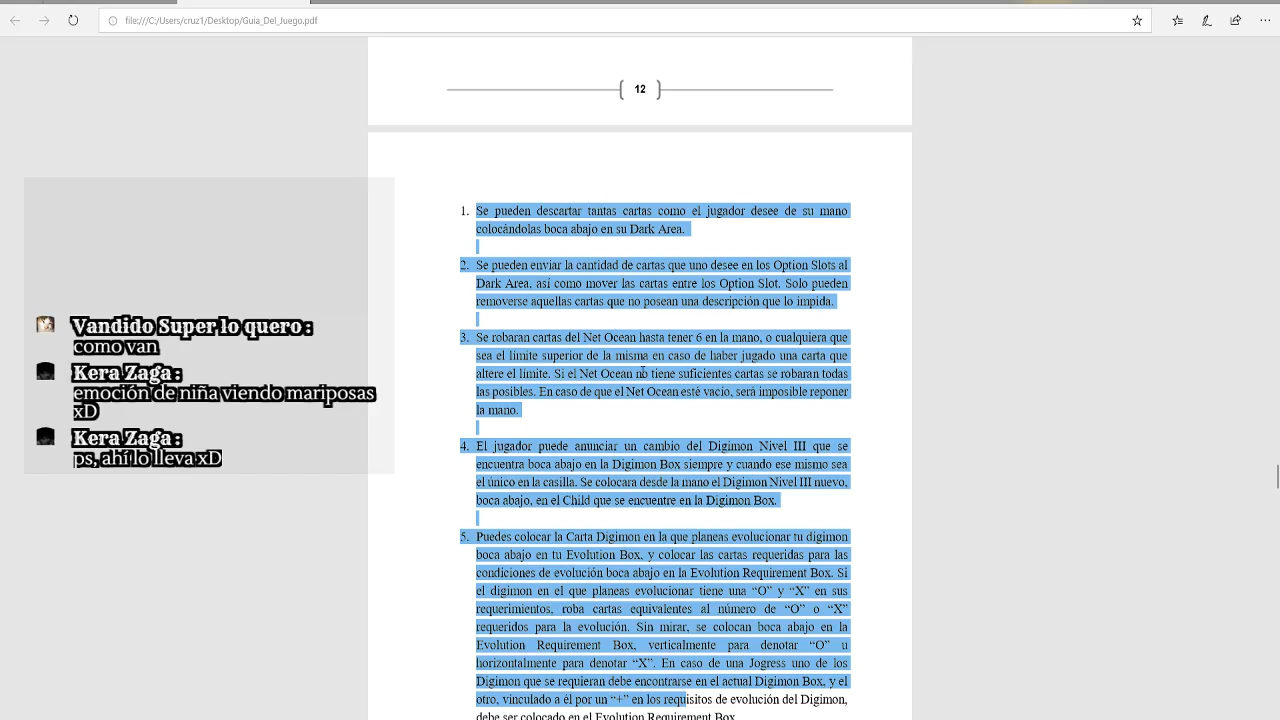 file:///C:/Users/cruz1/Desktop/Guia_Del_Juego.pdf
12
1. Se pueden descartar tantas cartas como el jugador desee de su mano
colocándolas boca abajo en su Dark Area.
2. Se pueden enviar la cantidad de cartas que uno desee en los Option Slots al
Dark Area, así como mover las cartas entre los Option Slot. Solo pueden
removerse aquellas cartas que no posean una descripción que lo impida.
3. Se robaran cartas del Net Ocean hasta tener 6 en la mano, o cualquiera que
sea el límite superior de la misma en caso de haber jugado una carta que
altere el límite. Si el Net Ocean no tiene suficientes cartas se robaran todas
las posibles. En caso de que el Net Ocean esté vacío, será imposible reponer
la mano.
4. El jugador puede anunciar un cambio del Digimon Nivel III que se
encuentra boca abajo en la Digimon Box siempre y cuando ese mismo sea
el único en la casilla. Se colocara desde la mano el Digimon Nivel III nuevo,
boca abajo, en el Child que se encuentre en la Digimon Box.
5. Puedes colocar la Carta Digimon en la que planeas evolucionar tu digimon
boca abajo en tu Evolution Box, y colocar las cartas requeridas para las
condiciones de evolución boca abajo en la Evolution Requirement Box. Si
el digimon en el que planeas evolucionar tiene una “O” y “X” en sus
requerimientos, roba cartas equivalentes al número de “O” o “X”
requeridos para la evolución. Sin mirar, se colocan boca abajo en la
Evolution Requirement Box, verticalmente para denotar “O” u
horizontalmente para denotar “X”. En caso de una Jogress uno de los
Digimon que se requieran debe encontrarse en el actual Digimon Box, y el
otro, vinculado a él por un “+” en los requisitos de evolución del Digimon,
debe ser colocado en el Evolution Requirement Box.
Vandido Super lo quero :
como van
Kera Zaga :
emoción de niña viendo mariposas
xD
Kera Zaga :
ps, ahí lo lleva xD